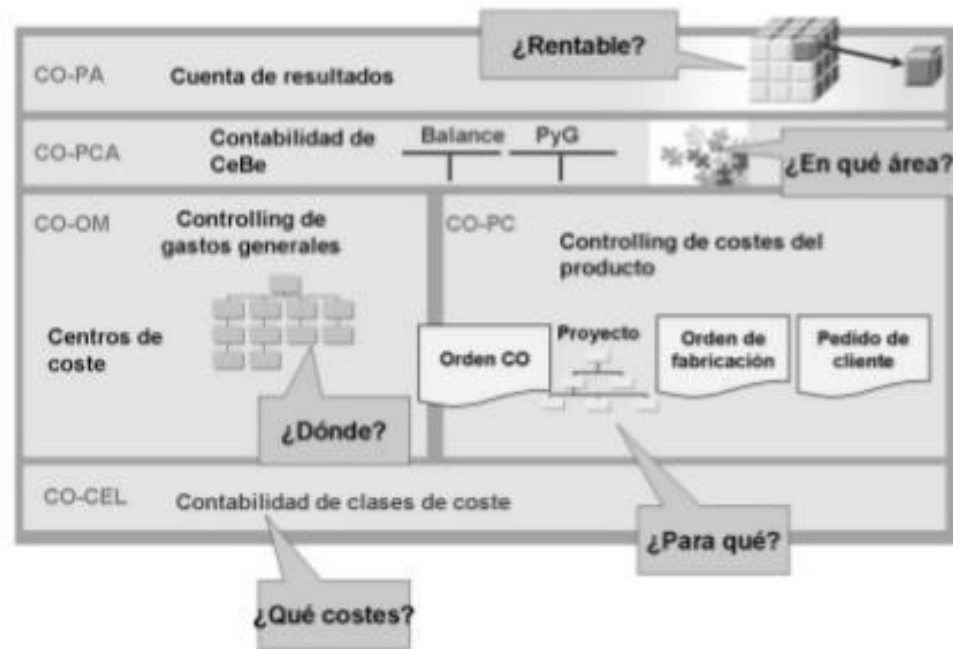 ¿Rentable?
CO-PA
Cuenta de resultados
CO-PCA
Contabilidad de
CeBe
Balance
PyG
¿En qué área?
CO-OM
Controlling de
gastos generales
Centros de
coste
¿Dónde?
CO-PC
Controlling de costes del
producto
Orden CO
Proyecto
Orden de
fabricación
Pedido de
cliente
¿Para qué?
CO-CEL
Contabilidad de clases de coste
¿Qué costes?